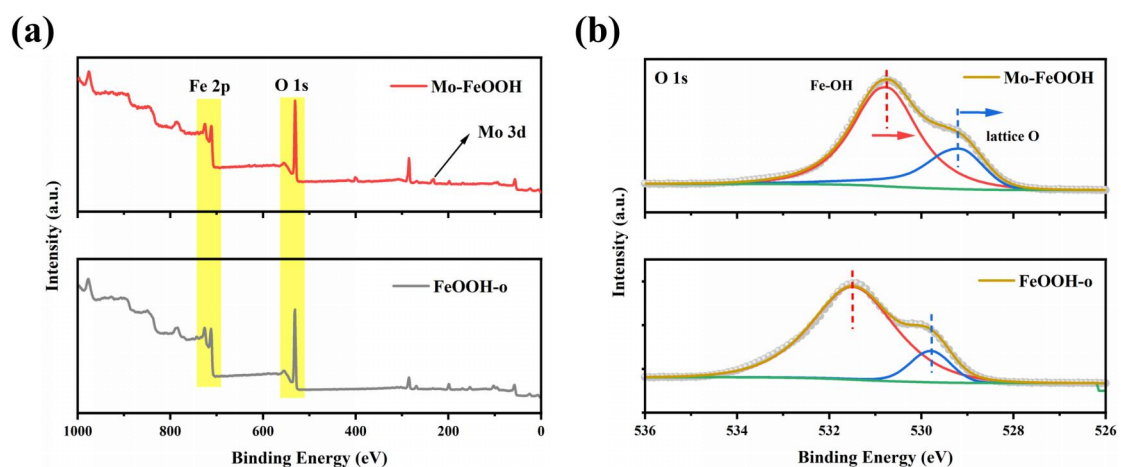 (a)
Fe 2p
O 1s
Mo-FeOOH
Mo 3d
FeOOH-o
Intensity (a.u.)
1000 800 600 400 200 0
Binding Energy (eV)
(b)
O 1s
Fe-OH
Mo-FeOOH
lattice O
FeOOH-o
Intensity (a.u.)
536 534 532 530 528 526
Binding Energy (eV)